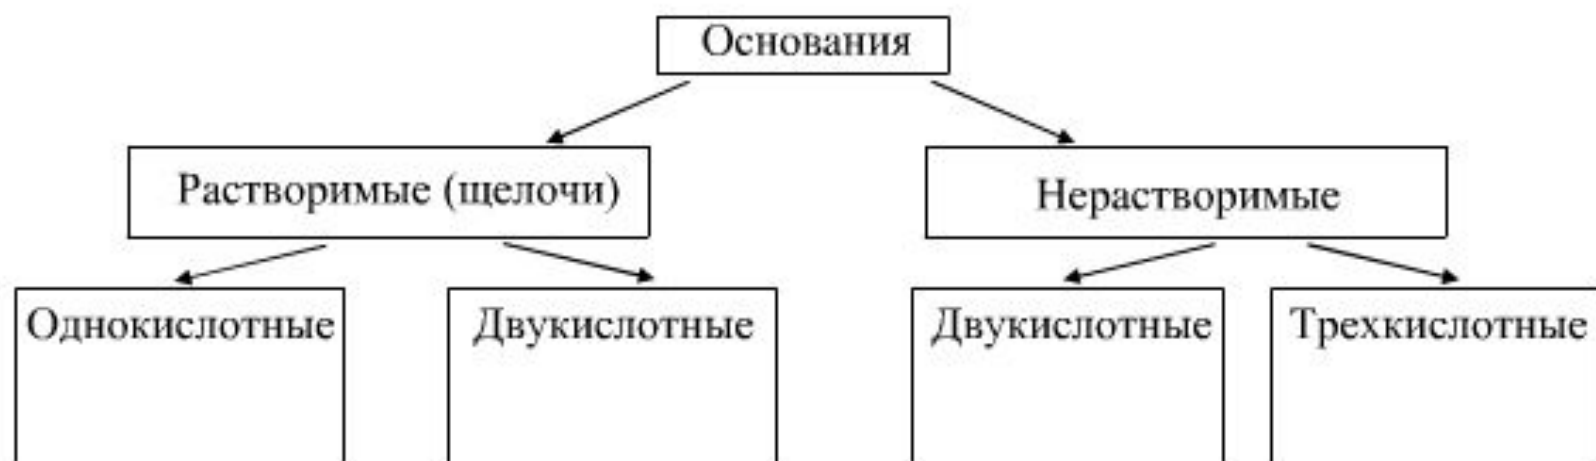 Основания
Растворимые (щелочи)
Нерастворимые
Однокислотные
Двукислотные
Двукислотные
Трехкислотные